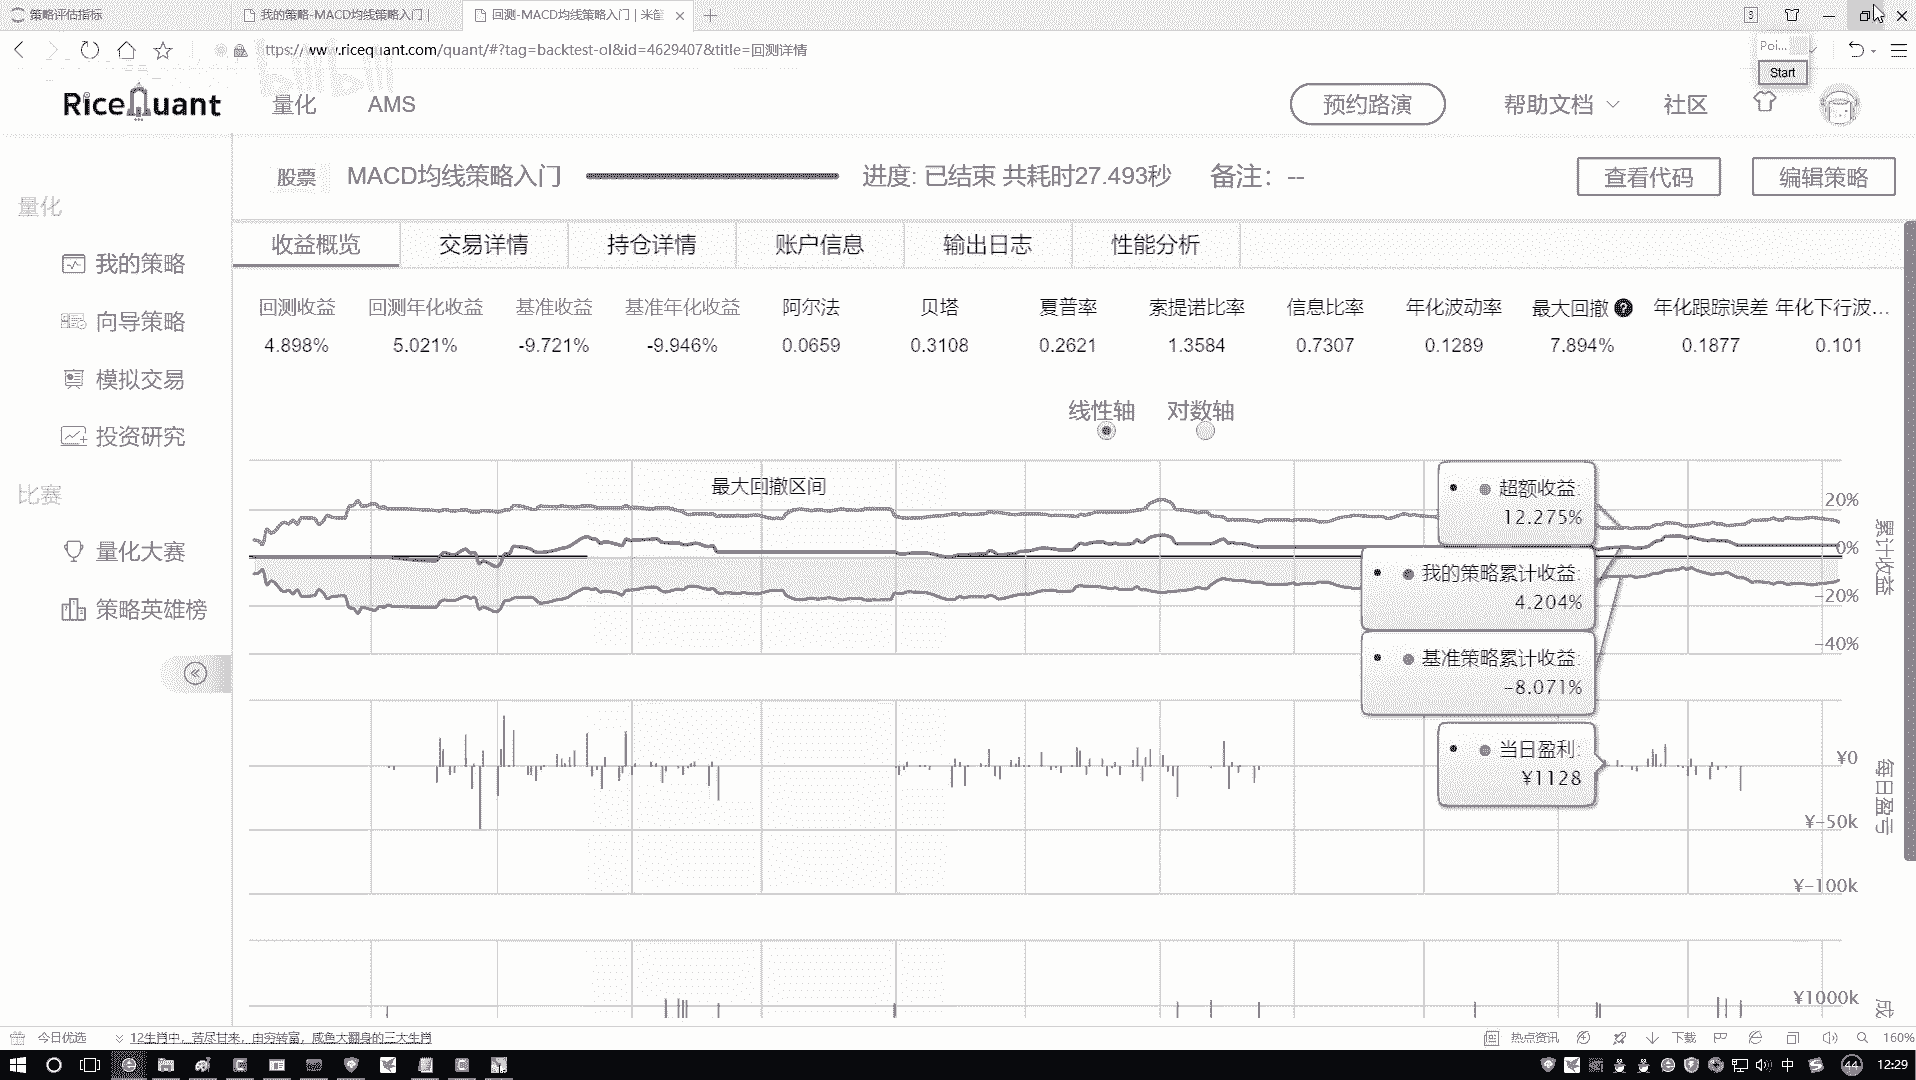 策略评估指标
我的策略-MACD均线策略入门 |
回测-MACD均线策略入门 | 米筐
3
ttps://www.ricequant.com/quant/#?tag=backtest-ol&id=4629407&title=回测详情
Poi...
Start
bilibili
RiceQuant
量化
AMS
预约路演
帮助文档
社区
股票
MACD均线策略入门
进度: 已结束 共耗时27.493秒
备注: --
查看代码
编辑策略
量化
我的策略
向导策略
模拟交易
投资研究
比赛
量化大赛
策略英雄榜
收益概览
交易详情
持仓详情
账户信息
输出日志
性能分析
回测收益 回测年化收益 基准收益 基准年化收益 阿尔法 贝塔 夏普率 索提诺比率 信息比率 年化波动率 最大回撤 ? 年化跟踪误差 年化下行波...
4.898% 5.021% -9.721% -9.946% 0.0659 0.3108 0.2621 1.3584 0.7307 0.1289 7.894% 0.1877 0.101
线性轴
对数轴
最大回撤区间
超额收益:
12.275%
我的策略累计收益:
4.204%
基准策略累计收益:
-8.071%
当日盈利:
¥1128
20%
0%
-20%
-40%
累计收益
¥0
¥-50k
¥-100k
每日盈亏
¥1000k
成
今日优选
12生肖中，苦尽甘来，由穷转富，咸鱼大翻身的三大生肖
热点资讯
下载
160%
中
44
12:29